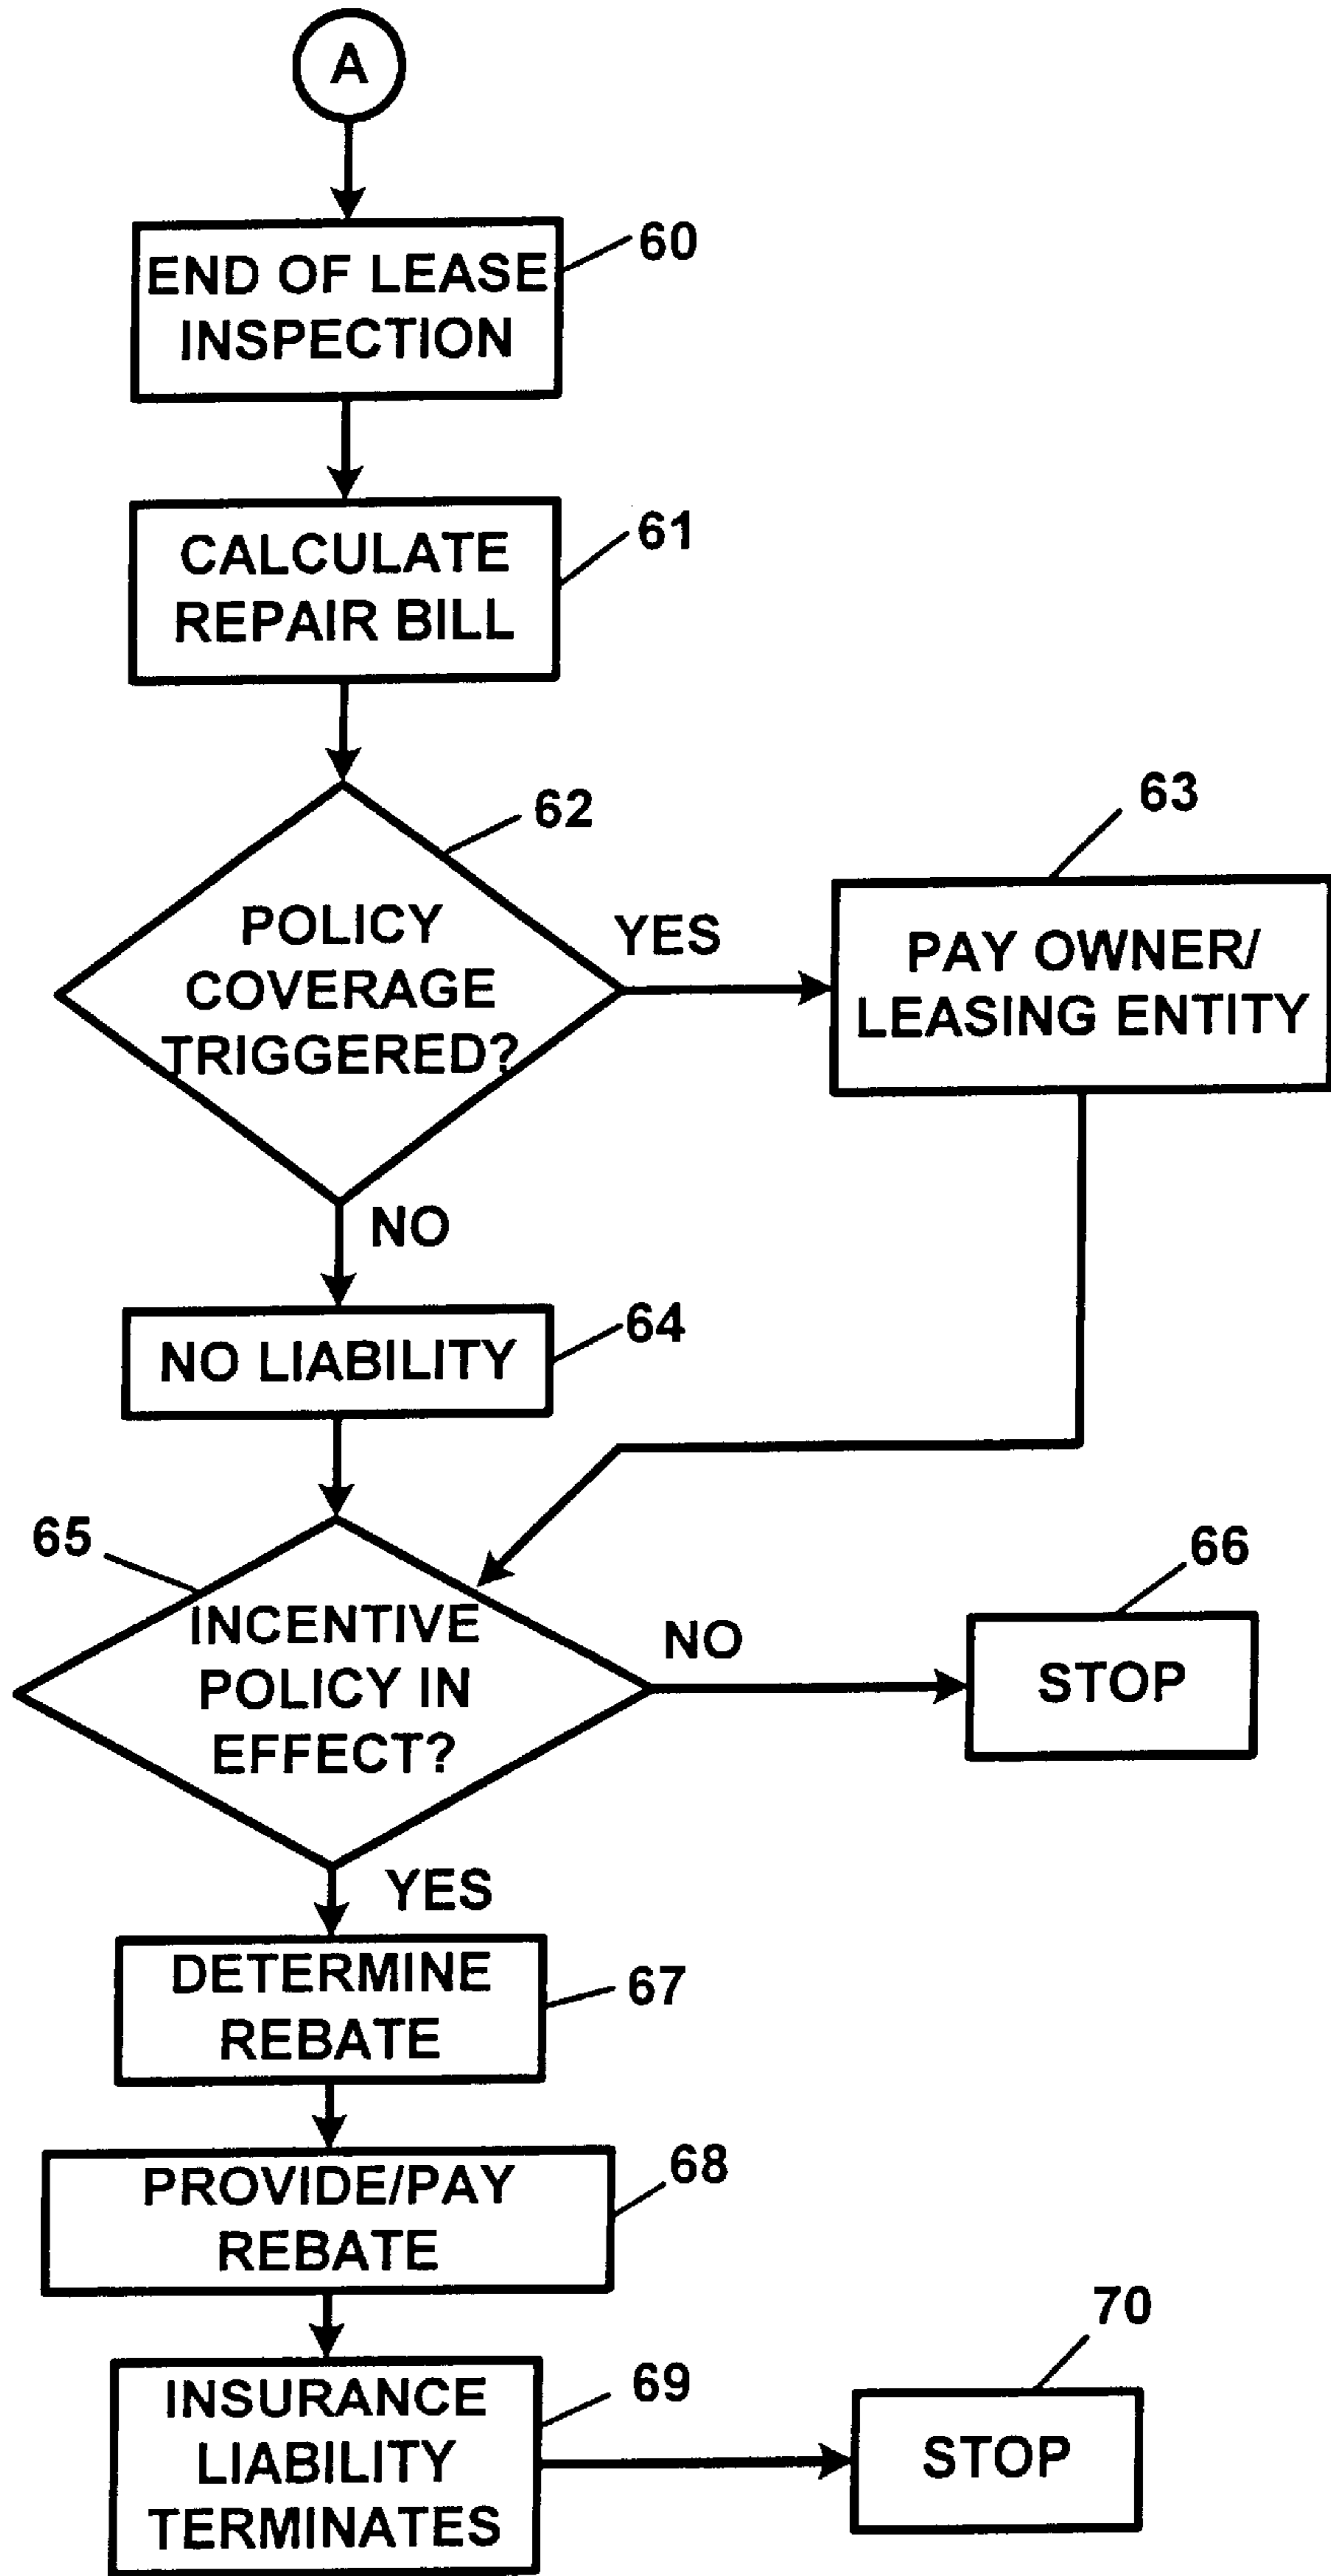 A
60
END OF LEASE
INSPECTION
61
CALCULATE
REPAIR BILL
62
63
POLICY
COVERAGE
TRIGGERED?
YES
PAY OWNER/
LEASING ENTITY
NO
64
NO LIABILITY
65
66
INCENTIVE
POLICY IN
EFFECT?
NO
STOP
YES
DETERMINE
REBATE
67
PROVIDE/PAY
REBATE
68
70
INSURANCE
LIABILITY
TERMINATES
69
STOP